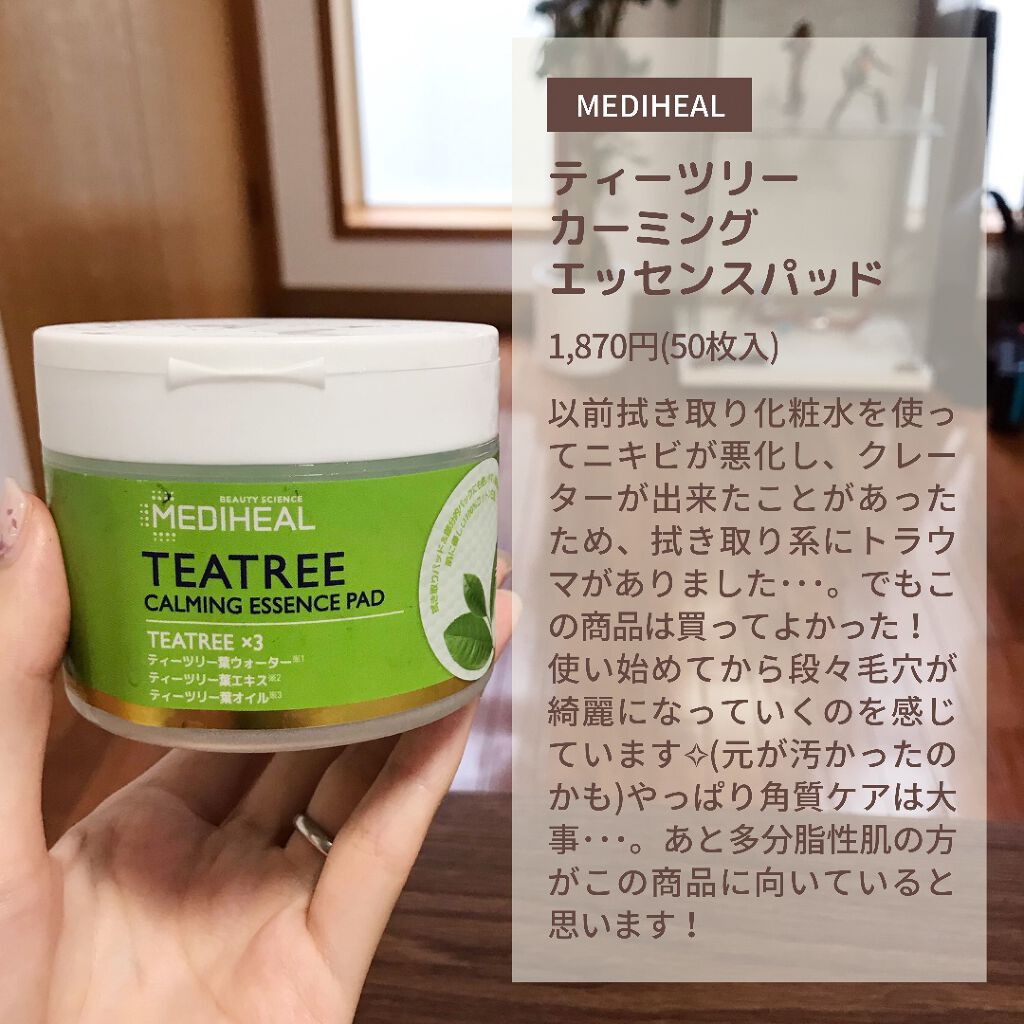 BEAUTY SCIENCE
MEDIHEAL
TEATREE
CALMING ESSENCE PAD
TEATREE ×3
ティーツリー葉ウォーター※1
ティーツリー葉エキス※2
ティーツリー葉オイル※3
MEDIHEAL
ティーツリー
カーミング
エッセンスパッド
1,870円(50枚入)
以前拭き取り化粧水を使っ
てニキビが悪化し、クレー
ターが出来たことがあった
ため、拭き取り系にトラウ
マがありました･･･。でもこ
の商品は買ってよかった！
使い始めてから段々毛穴が
綺麗になっていくのを感じ
ています✧(元が汚かったの
かも)やっぱり角質ケアは大
事･･･。あと多分脂性肌の方
がこの商品に向いていると
思います！